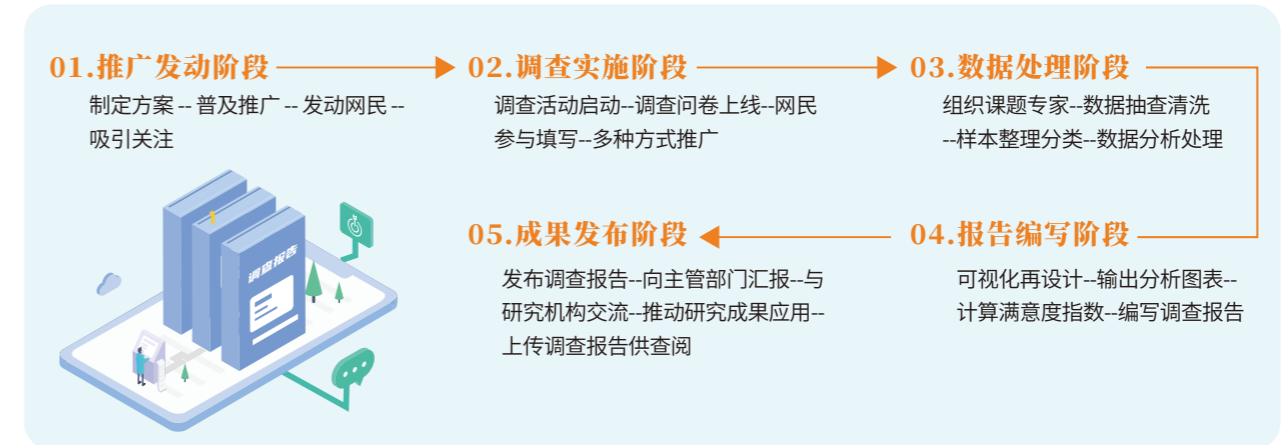 01.推广发动阶段
制定方案 -- 普及推广 -- 发动网民 --
吸引关注
02.调查实施阶段
调查活动启动--调查问卷上线--网民
参与填写--多种方式推广
03.数据处理阶段
组织课题专家--数据抽查清洗
--样本整理分类--数据分析处理
04.报告编写阶段
可视化再设计--输出分析图表--
计算满意度指数--编写调查报告
05.成果发布阶段
发布调查报告--向主管部门汇报--与
研究机构交流--推动研究成果应用--
上传调查报告供查阅
调查报告